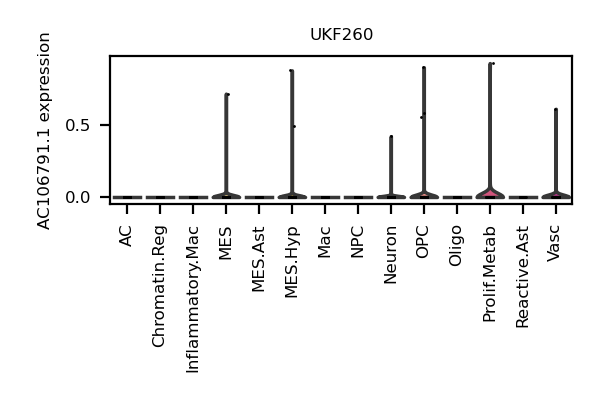 UKF260
AC106791.1 expression
0.5
0.0
AC
Chromatin.Reg
Inflammatory.Mac
MES
MES.Ast
MES.Hyp
Mac
NPC
Neuron
OPC
Oligo
Prolif.Metab
Reactive.Ast
Vasc